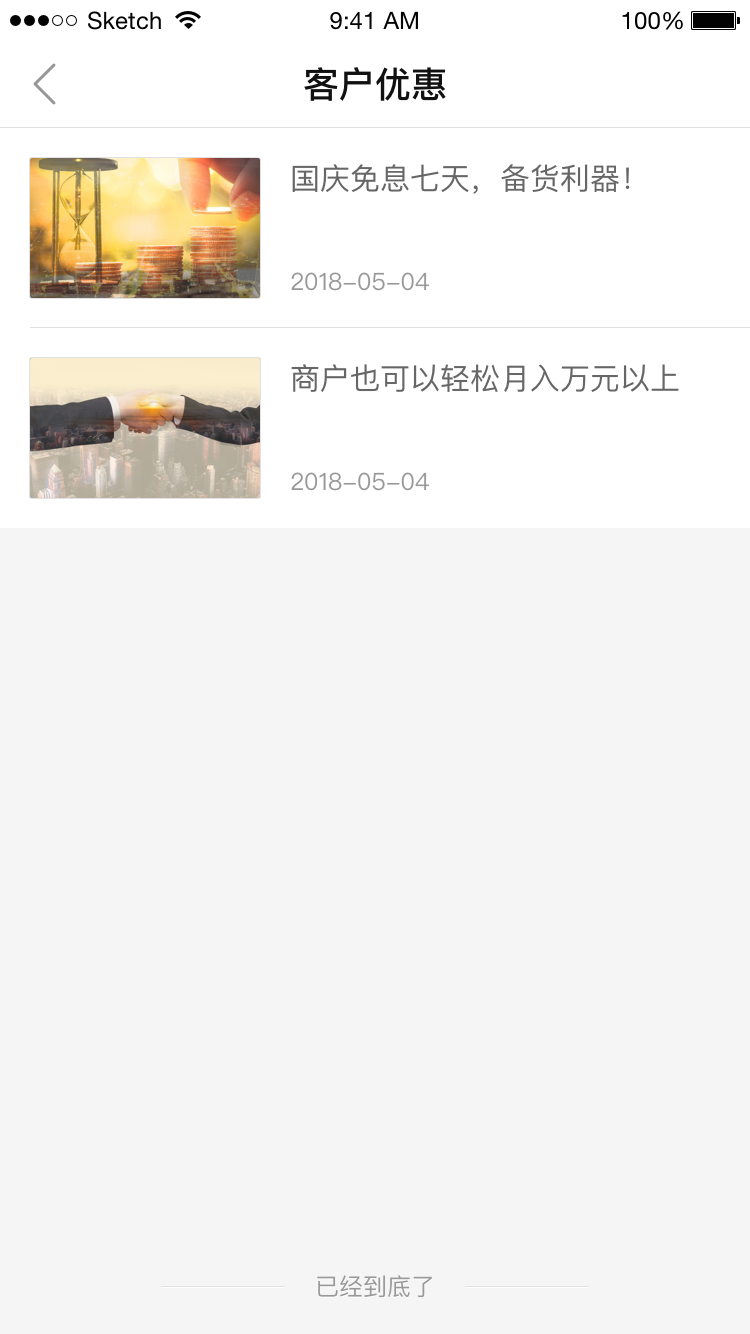 Sketch 9:41 AM 100%
客户优惠
国庆免息七天，备货利器！
2018-05-04
商户也可以轻松月入万元以上
2018-05-04
已经到底了